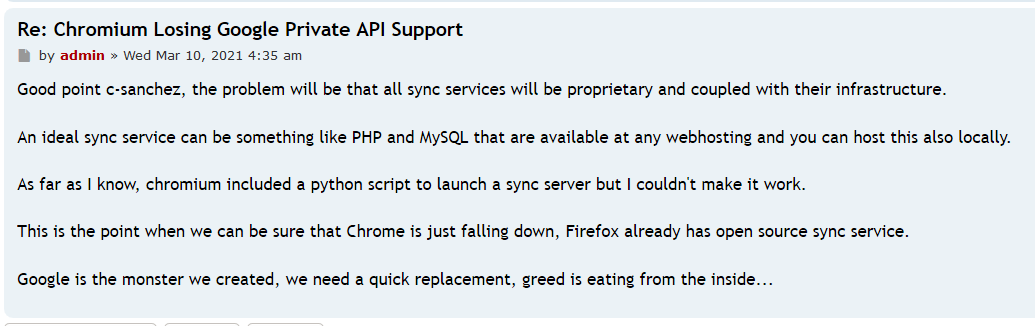 Re: Chromium Losing Google Private API Support
by admin » Wed Mar 10, 2021 4:35 am
Good point c-sanchez, the problem will be that all sync services will be proprietary and coupled with their infrastructure.
An ideal sync service can be something like PHP and MySQL that are available at any webhosting and you can host this also locally.
As far as I know, chromium included a python script to launch a sync server but I couldn't make it work.
This is the point when we can be sure that Chrome is just falling down, Firefox already has open source sync service.
Google is the monster we created, we need a quick replacement, greed is eating from the inside...